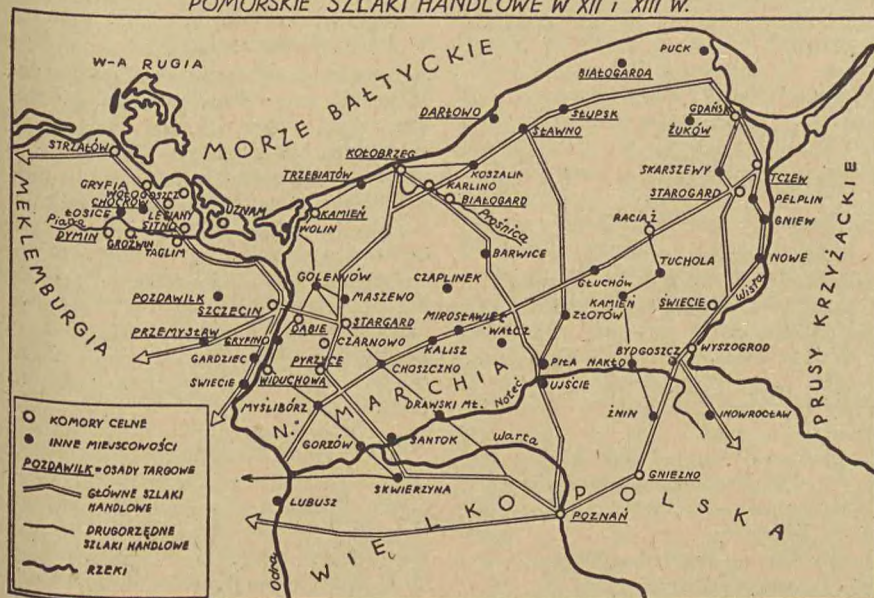 POMORSKIE SZLAKI HANDLOWE W XII i XIII W.
W-A RUGIA
MORZE BAŁTYCKIE
PUCK
BIAŁOGARDA
DARŁOWO
SŁUPSK
SŁAWNO
GDAŃSK
ŻUKÓW
STRZAŁÓW
KOŁOBRZEG
TRZEBIATÓW
KOSZALIN
KARLINO
BIAŁOGARD
SKARSZEWY
TCZEW
STAROGARD
PELPLIN
GNIEW
GRYFIA
WOŁOGOSZCZ
CHOCKÓW
ŁOSICE
LESIANY
SITNO
Piana
DYMIN
GROZWIN
TAGLIM
UZNAM
KAMIEŃ
WOLIN
Prośnica
RACIĄŻ
NOWE
BARWICE
MEKLEMBURGIA
GOLENIÓW
MASZEWO
CZAPLINEK
GŁUCHÓW
TUCHOLA
KAMIEŃ
ŚWIECIE
Wisła
PRUSY KRZYŻACKIE
POZDAWILK
SZCZECIN
DĄBIE
STARGARD
MIROSŁAWIEC
WAŁCZ
ZŁOTÓW
PRZEMYSŁAW
GRYFINO
CZARNOWO
KALISZ
GARDZIEC
PYRZYCE
CHOSZCZNO
PIŁA
NAKŁO
BYDGOSZCZ
WYSZOGROD
ŚWIECIE
WIDUCHOWA
UJŚCIE
MYŚLIBÓRZ
N. MARCHIA
DRAWSKI MŁ.
Noteć
ŻNIN
INOWROCŁAW
GORZÓW
SANTOK
Warta
GNIEZNO
SKWIERZYNA
LUBUSZ
POZNAŃ
WIELKOPOLSKA
Odra
KOMORY CELNE
INNE MIEJSCOWOŚCI
POZDAWILK = OSADY TARGOWE
GŁÓWNE SZLAKI
HANDLOWE
DRUGORZĘDNE
SZLAKI HANDLOWE
RZEKI